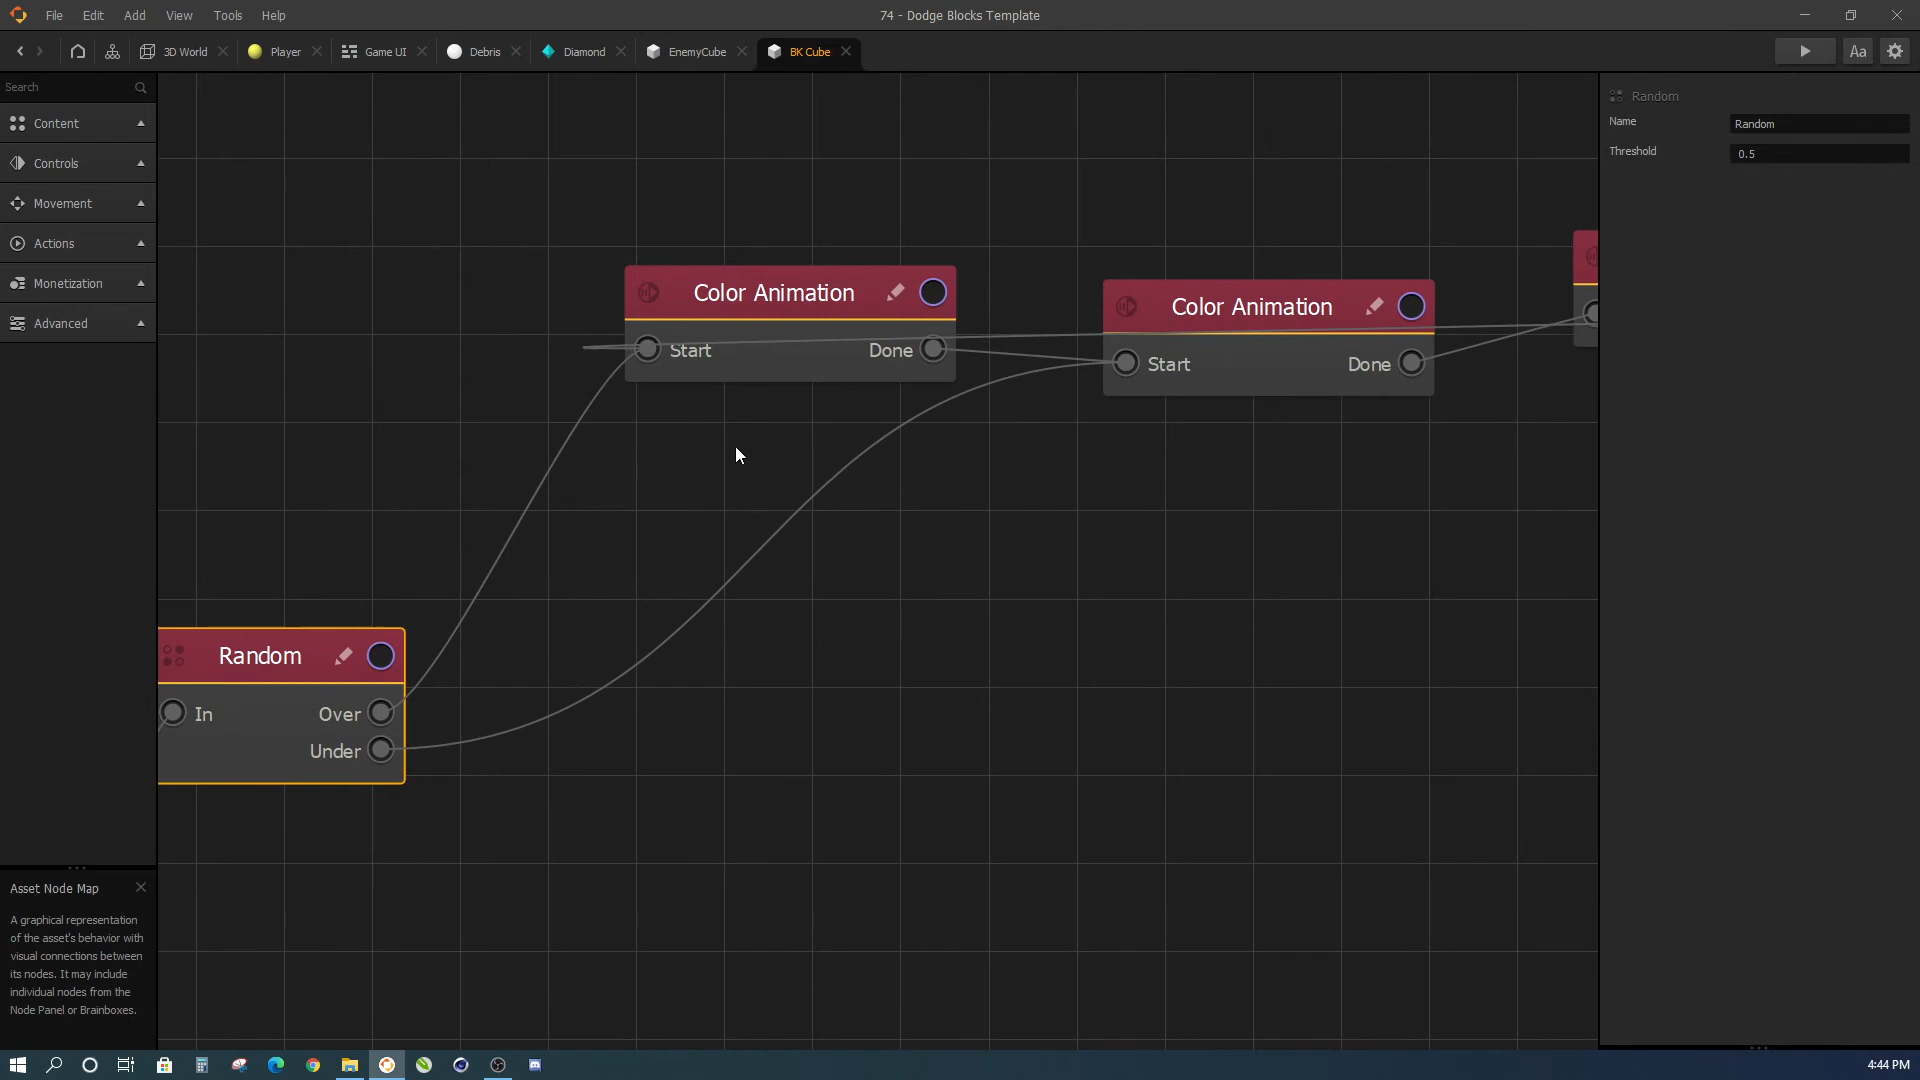 File Edit Add View Tools Help
74 - Dodge Blocks Template
3D World Player Game UI Debris Diamond EnemyCube BK Cube
Aa
Search
Content
Controls
Movement
Actions
Monetization
Advanced
Color Animation
Start Done
Color Animation
Start Done
Random
In Over
Under
Random
Name Random
Threshold 0.5
Asset Node Map
A graphical representation
of the asset's behavior with
visual connections between
its nodes. It may include
individual nodes from the
Node Panel or Brainboxes.
4:44 PM